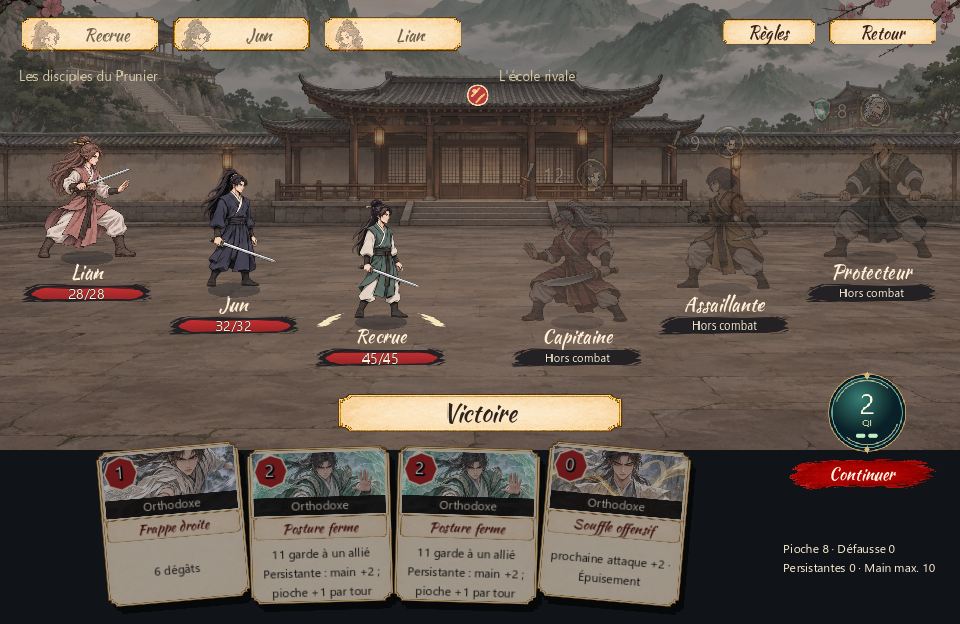 Recrue
Jun
Lian
Règles
Retour
Les disciples du Prunier
L'école rivale
8
9
12
Lian
28/28
Jun
32/32
Recrue
45/45
Capitaine
Hors combat
Assaillante
Hors combat
Protecteur
Hors combat
Victoire
2
QI
Continuer
1
Orthodoxe
Frappe droite
6 dégâts
2
Orthodoxe
Posture ferme
11 garde à un allié
Persistante : main +2 ;
pioche +1 par tour
2
Orthodoxe
Posture ferme
11 garde à un allié
Persistante : main +2 ;
pioche +1 par tour
0
Orthodoxe
Souffle offensif
prochaine attaque +2 ·
Épuisement
Pioche 8 · Défausse 0
Persistantes 0 · Main max. 10